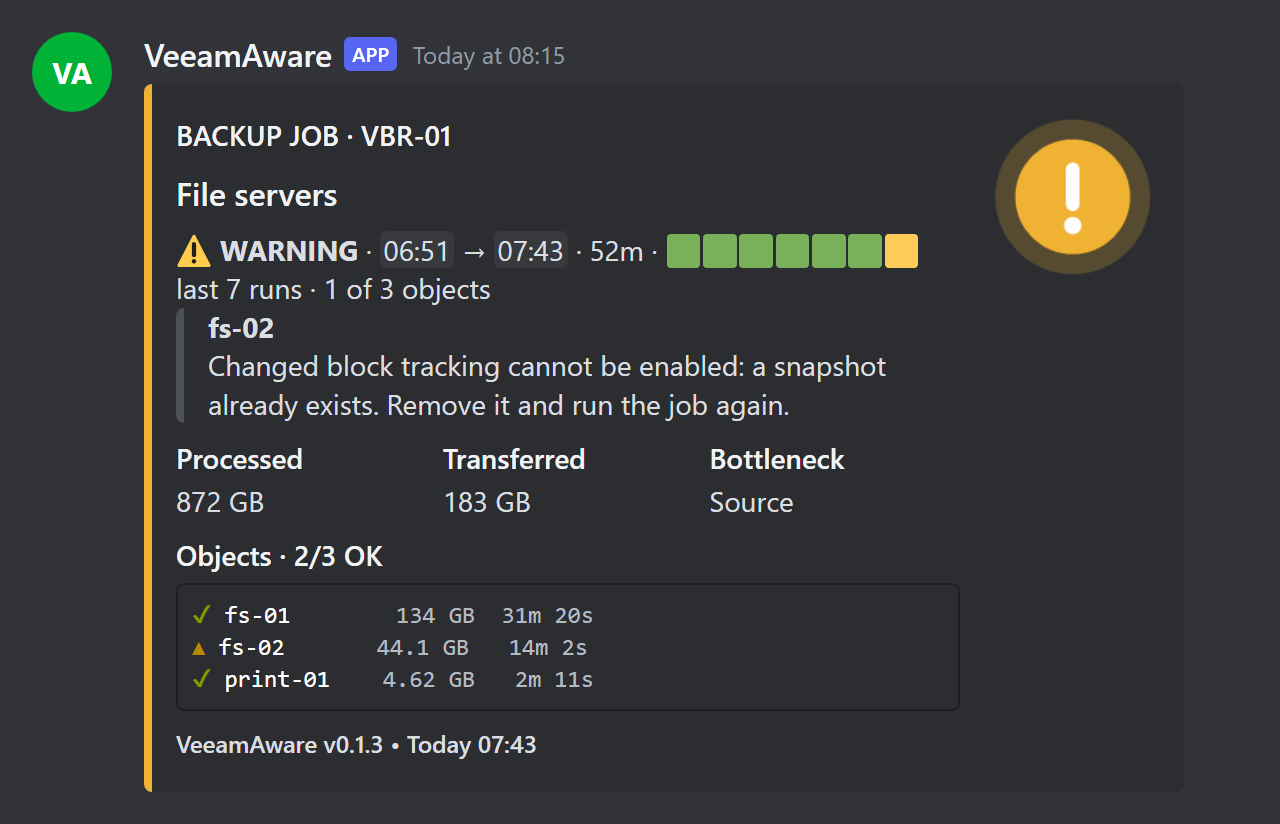 VA
VeeamAware APP Today at 08:15
BACKUP JOB · VBR-01
File servers
⚠ WARNING · 06:51 → 07:43 · 52m ·
last 7 runs · 1 of 3 objects
fs-02
Changed block tracking cannot be enabled: a snapshot
already exists. Remove it and run the job again.
Processed Transferred Bottleneck
872 GB 183 GB Source
Objects · 2/3 OK
✓ fs-01 134 GB 31m 20s
▲ fs-02 44.1 GB 14m 2s
✓ print-01 4.62 GB 2m 11s
VeeamAware v0.1.3 • Today 07:43